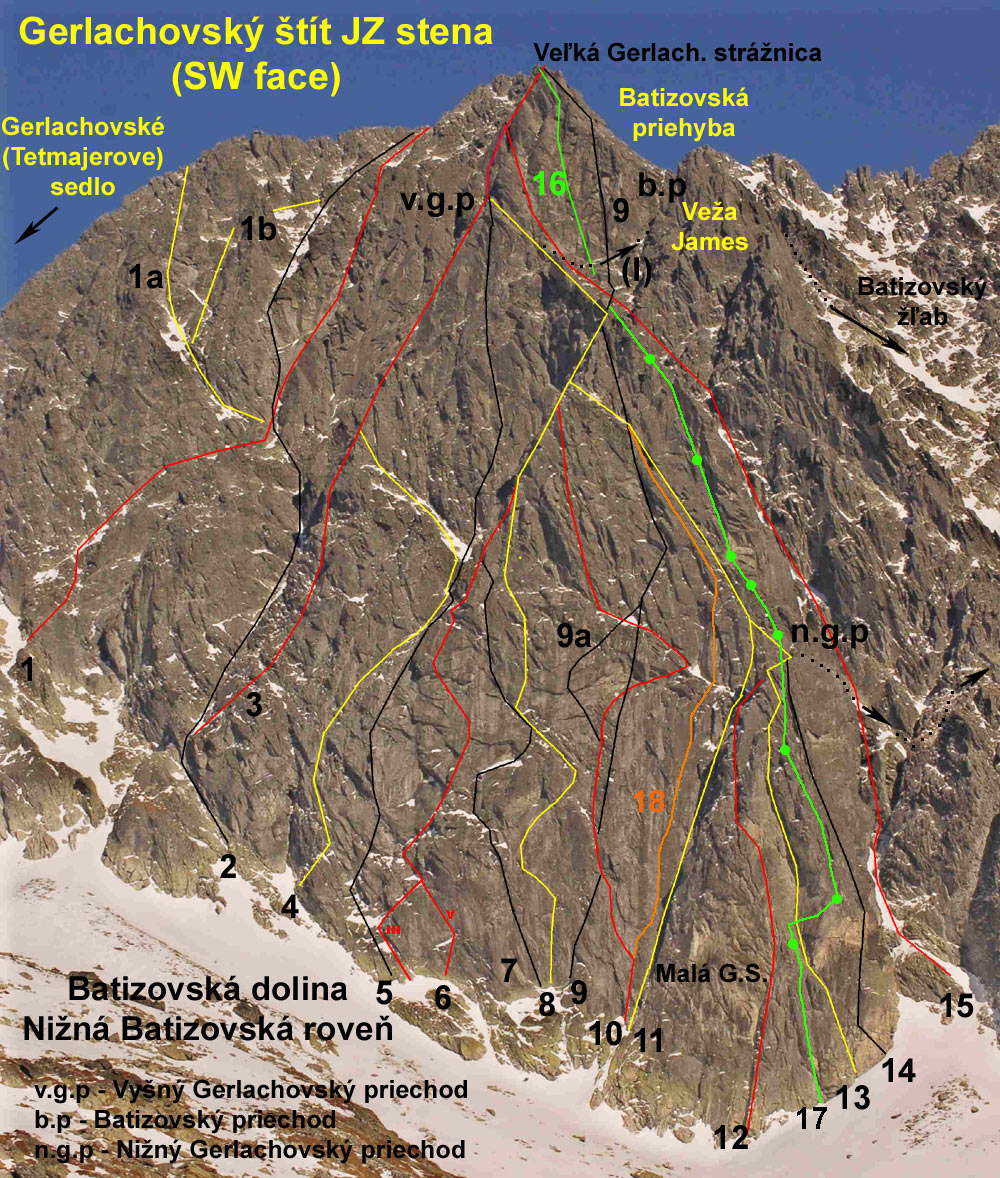 Gerlachovský štít JZ stena
(SW face)
Veľká Gerlach. strážnica
Batizovská
priehyba
Gerlachovské
(Tetmajerove)
sedlo
v.g.p
16
9
b.p
Veža
James
1b
1a
(I)
Batizovský
žľab
1
3
9a
n.g.p
18
2
4
III
V
5
6
7
8
9
10
11
Malá G.S.
12
17
13
14
15
Batizovská dolina
Nižná Batizovská roveň
v.g.p - Vyšný Gerlachovský priechod
b.p - Batizovský priechod
n.g.p - Nižný Gerlachovský priechod